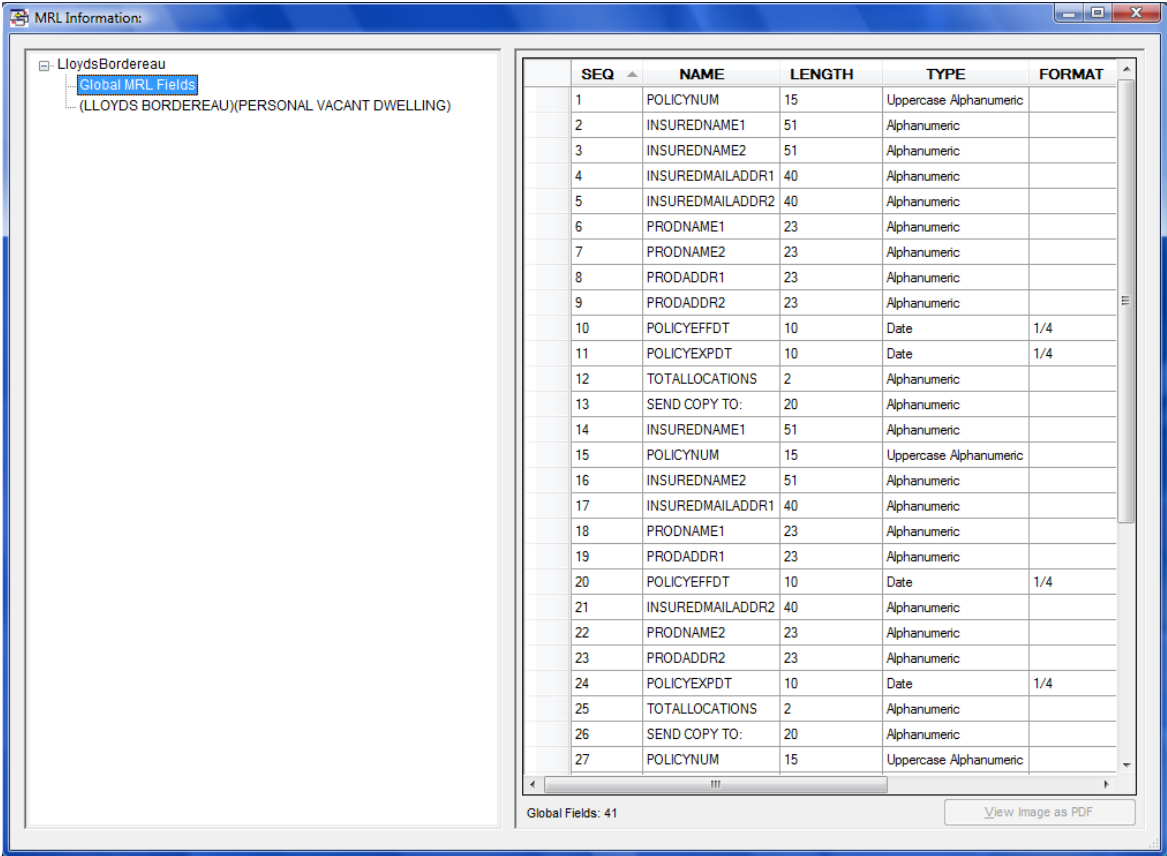 MRL Information:
LloydsBordereau
Global MRL Fields
(LLOYDS BORDEREAU)(PERSONAL VACANT DWELLING)
SEQ NAME LENGTH TYPE FORMAT
1 POLICYNUM 15 Uppercase Alphanumeric
2 INSUREDNAME1 51 Alphanumeric
3 INSUREDNAME2 51 Alphanumeric
4 INSUREDMAILADDR1 40 Alphanumeric
5 INSUREDMAILADDR2 40 Alphanumeric
6 PRODNAME1 23 Alphanumeric
7 PRODNAME2 23 Alphanumeric
8 PRODADDR1 23 Alphanumeric
9 PRODADDR2 23 Alphanumeric
10 POLICYEFFDT 10 Date 1/4
11 POLICYEXPDT 10 Date 1/4
12 TOTALLOCATIONS 2 Alphanumeric
13 SEND COPY TO: 20 Alphanumeric
14 INSUREDNAME1 51 Alphanumeric
15 POLICYNUM 15 Uppercase Alphanumeric
16 INSUREDNAME2 51 Alphanumeric
17 INSUREDMAILADDR1 40 Alphanumeric
18 PRODNAME1 23 Alphanumeric
19 PRODADDR1 23 Alphanumeric
20 POLICYEFFDT 10 Date 1/4
21 INSUREDMAILADDR2 40 Alphanumeric
22 PRODNAME2 23 Alphanumeric
23 PRODADDR2 23 Alphanumeric
24 POLICYEXPDT 10 Date 1/4
25 TOTALLOCATIONS 2 Alphanumeric
26 SEND COPY TO: 20 Alphanumeric
27 POLICYNUM 15 Uppercase Alphanumeric
Global Fields: 41
View Image as PDF